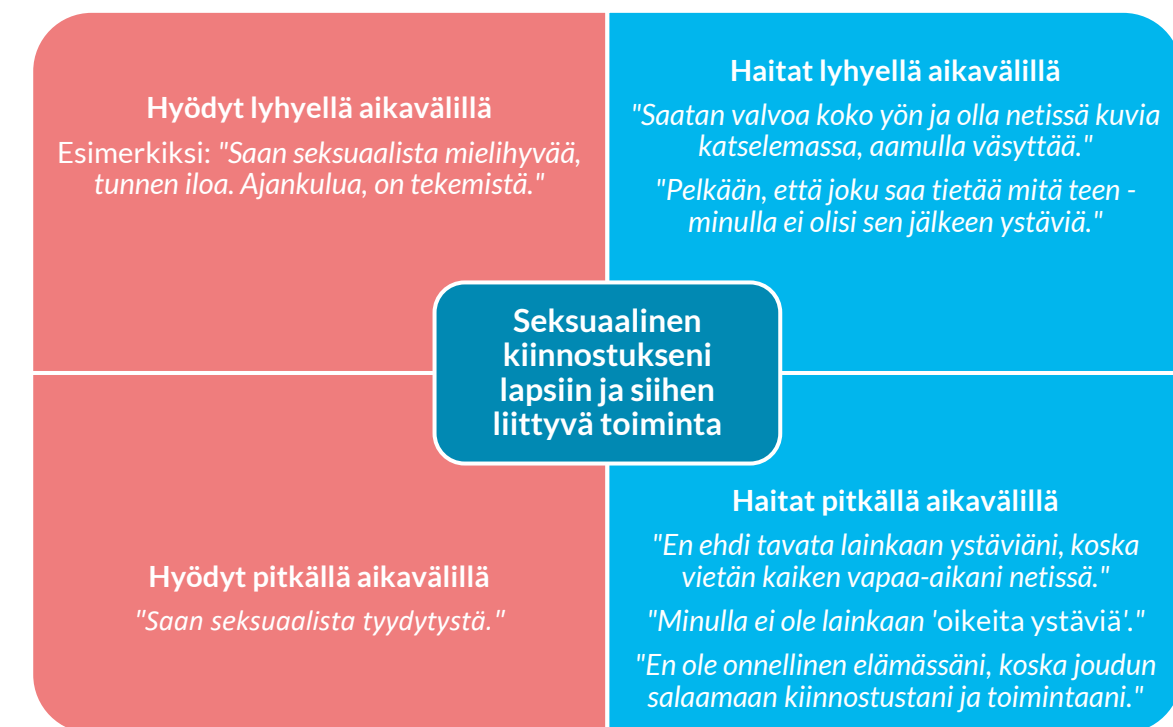 Hyödyt lyhyellä aikavälillä
Esimerkiksi: "Saan seksuaalista mielihyvää,
tunnen iloa. Ajankulua, on tekemistä."
Haitat lyhyellä aikavälillä
"Saatan valvoa koko yön ja olla netissä kuvia
katselemassa, aamulla väsyttää."
"Pelkään, että joku saa tietää mitä teen -
minulla ei olisi sen jälkeen ystäviä."
Seksuaalinen
kiinnostukseni
lapsiin ja siihen
liittyvä toiminta
Hyödyt pitkällä aikavälillä
"Saan seksuaalista tyydytystä."
Haitat pitkällä aikavälillä
"En ehdi tavata lainkaan ystäviäni, koska
vietän kaiken vapaa-aikani netissä."
"Minulla ei ole lainkaan 'oikeita ystäviä'."
"En ole onnellinen elämässäni, koska joudun
salaamaan kiinnostustani ja toimintaani."